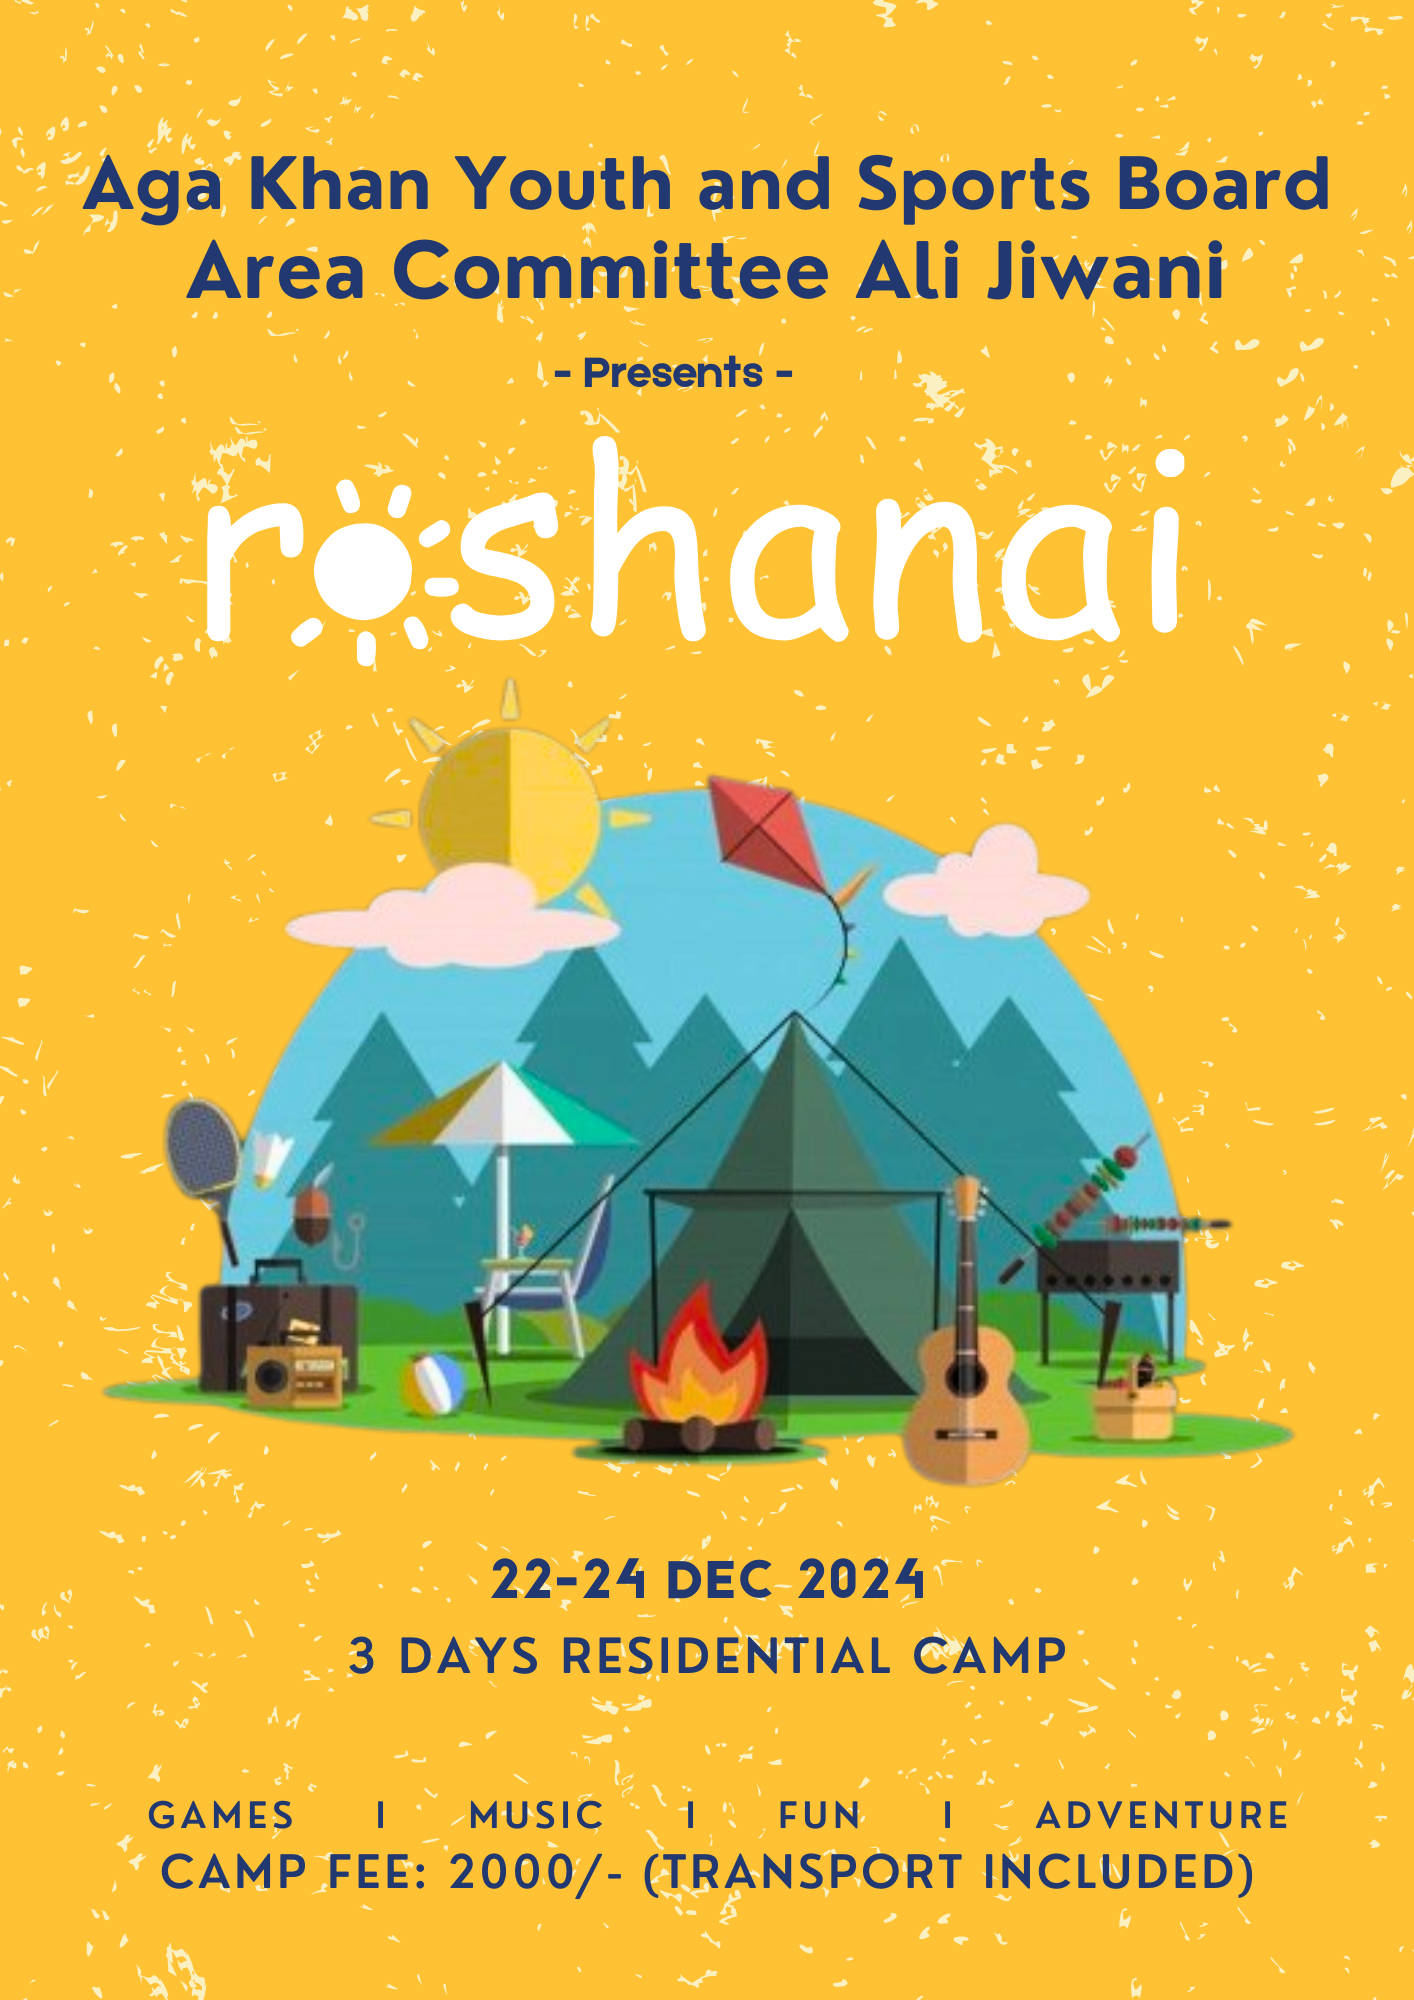 Aga Khan Youth and Sports Board
Area Committee Ali Jiwani
- Presents -
roshanai
22-24 DEC 2024
3 DAYS RESIDENTIAL CAMP
GAMES I MUSIC I FUN I ADVENTURE
CAMP FEE: 2000/- (TRANSPORT INCLUDED)